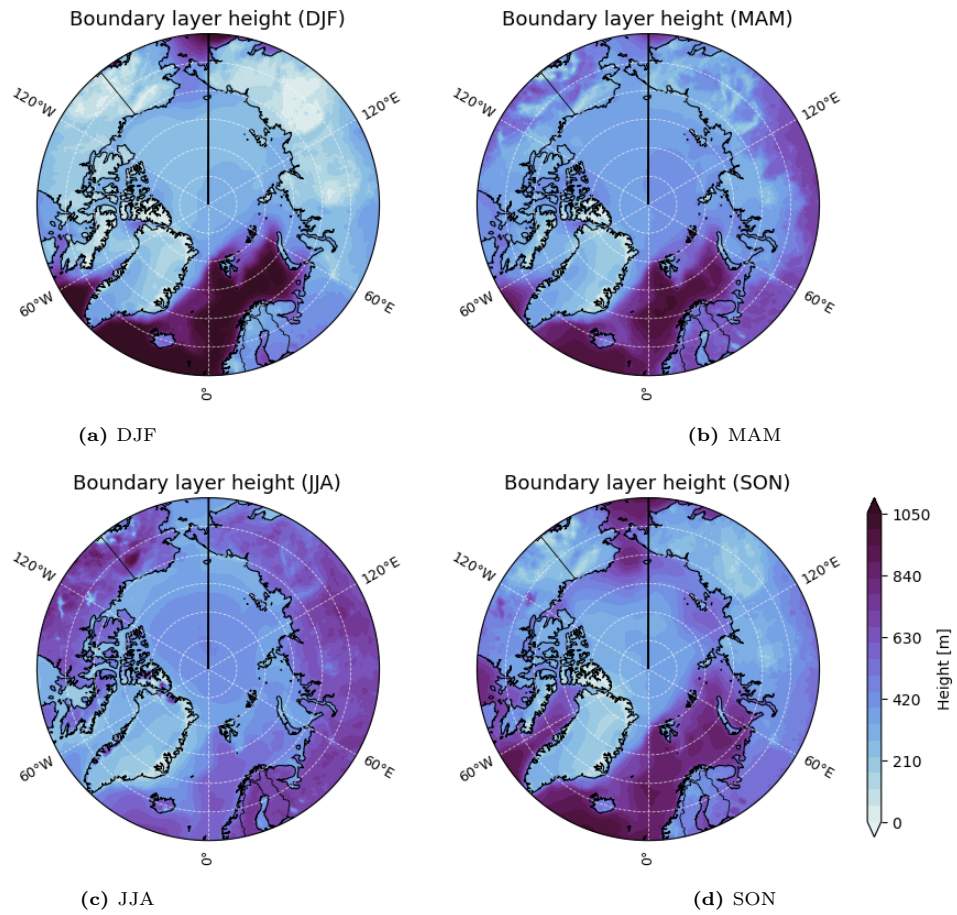 Boundary layer height (DJF)
120°W
120°E
60°W
60°E
0°
(a) DJF
Boundary layer height (MAM)
120°W
120°E
60°W
60°E
0°
(b) MAM
Boundary layer height (JJA)
120°W
120°E
60°W
60°E
0°
(c) JJA
Boundary layer height (SON)
120°W
120°E
60°W
60°E
0°
(d) SON
1050
840
630
420
210
0
Height [m]